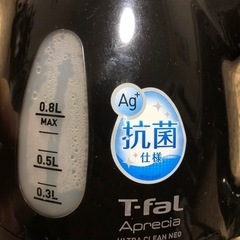 0.8L
MAX
0.5L
0.3L
Ag+
抗菌
仕様
T-fal
Aprecia
ULTRA CLEAN NEO